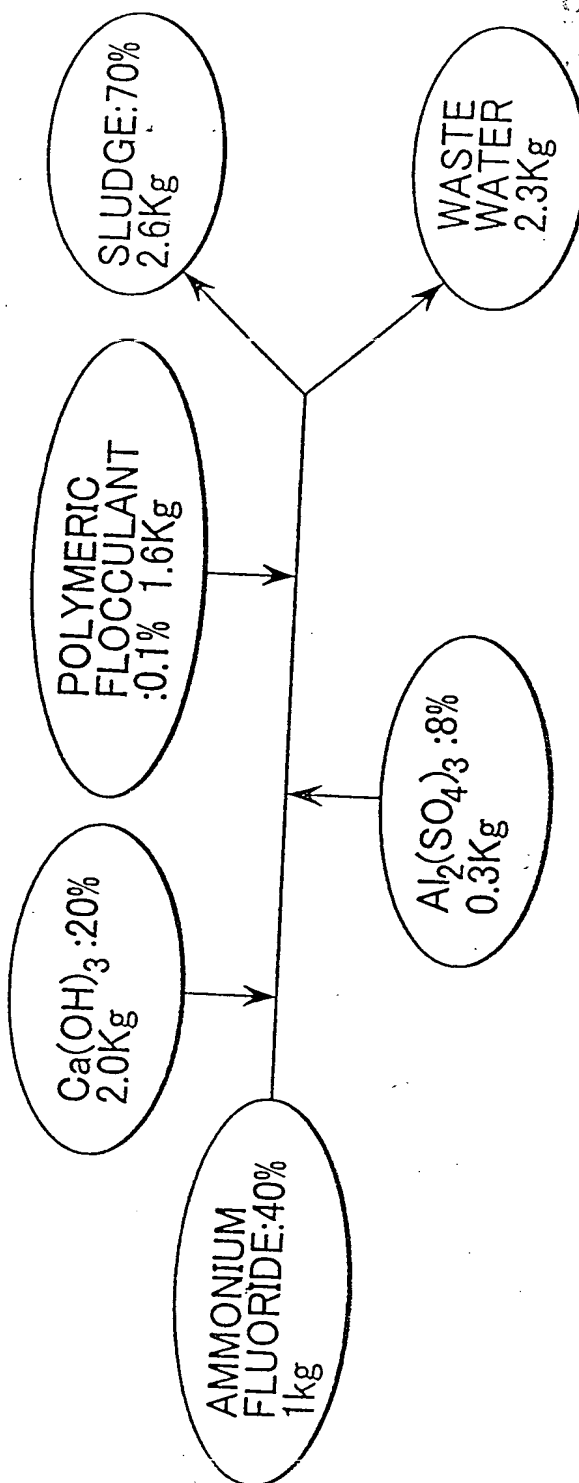 AMMONIUM
FLUORIDE:40%
1kg
Ca(OH)3 :20%
2.0Kg
Al2(SO4)3 :8%
0.3Kg
POLYMERIC
FLOCCULANT
:0.1% 1.6Kg
SLUDGE:70%
2.6Kg
WASTE
WATER
2.3Kg